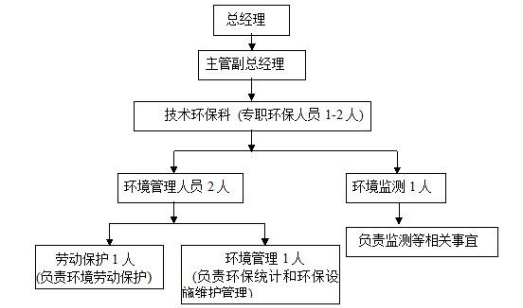 总经理
主管副总经理
技术环保科 (专职环保人员 1-2 人)
环境管理人员 2 人
环境监测 1 人
负责监测等相关事宜
劳动保护 1 人
(负责环境劳动保护)
环境管理 1 人
(负责环保统计和环保设
施维护管理)